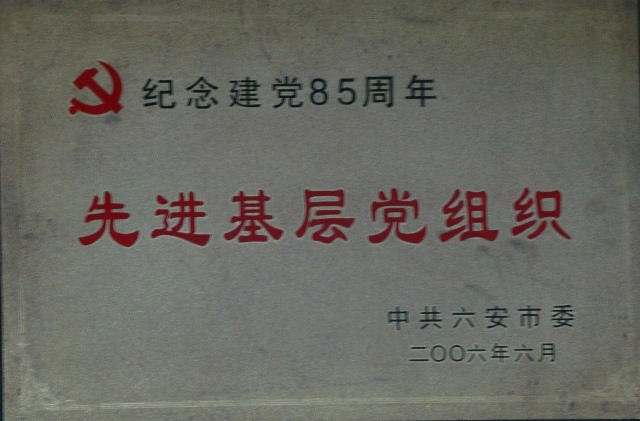 纪念建党85周年
先进基层党组织
中共六安市委
二〇〇六年六月